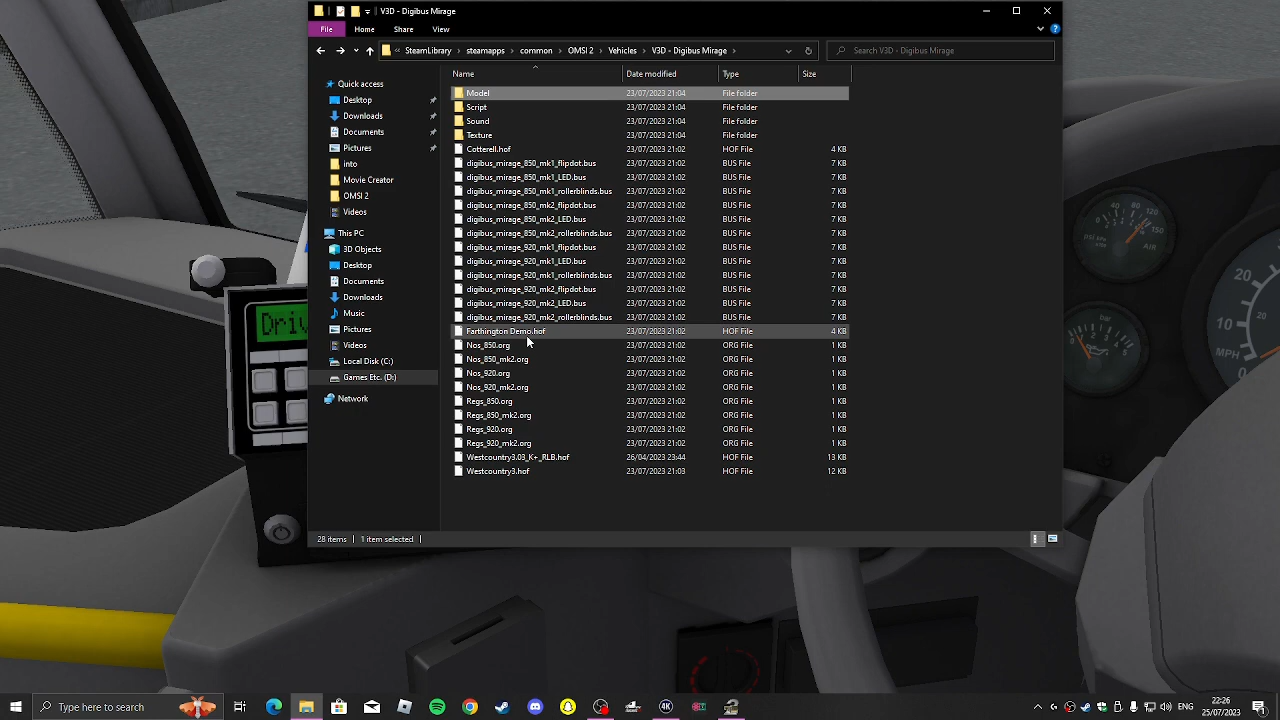 V3D - Digibus Mirage
File Home Share View
« SteamLibrary › steamapps › common › OMSI 2 › Vehicles › V3D - Digibus Mirage › Search V3D - Digibus Mirage
Name Date modified Type Size
Quick access
Desktop
Downloads
Documents
Pictures
into
Movie Creator
OMSI 2
Videos
This PC
3D Objects
Desktop
Documents
Downloads
Music
Pictures
Videos
Local Disk (C:)
Games Etc. (D:)
Network
Model 23/07/2023 21:04 File folder
Script 23/07/2023 21:04 File folder
Sound 23/07/2023 21:04 File folder
Texture 23/07/2023 21:04 File folder
Cotterell.hof 23/07/2023 21:02 HOF File 4 KB
digibus_mirage_850_mk1_flipdot.bus 23/07/2023 21:02 BUS File 7 KB
digibus_mirage_850_mk1_LED.bus 23/07/2023 21:02 BUS File 7 KB
digibus_mirage_850_mk1_rollerblinds.bus 23/07/2023 21:02 BUS File 7 KB
digibus_mirage_850_mk2_flipdot.bus 23/07/2023 21:02 BUS File 7 KB
digibus_mirage_850_mk2_LED.bus 23/07/2023 21:02 BUS File 7 KB
digibus_mirage_850_mk2_rollerblinds.bus 23/07/2023 21:02 BUS File 7 KB
digibus_mirage_920_mk1_flipdot.bus 23/07/2023 21:02 BUS File 7 KB
digibus_mirage_920_mk1_LED.bus 23/07/2023 21:02 BUS File 7 KB
digibus_mirage_920_mk1_rollerblinds.bus 23/07/2023 21:02 BUS File 7 KB
digibus_mirage_920_mk2_flipdot.bus 23/07/2023 21:02 BUS File 7 KB
digibus_mirage_920_mk2_LED.bus 23/07/2023 21:02 BUS File 7 KB
digibus_mirage_920_mk2_rollerblinds.bus 23/07/2023 21:02 BUS File 7 KB
Farthington Demo.hof 23/07/2023 21:02 HOF File 4 KB
Nos_850.org 23/07/2023 21:02 ORG File 1 KB
Nos_850_mk2.org 23/07/2023 21:02 ORG File 1 KB
Nos_920.org 23/07/2023 21:02 ORG File 1 KB
Nos_920_mk2.org 23/07/2023 21:02 ORG File 1 KB
Regs_850.org 23/07/2023 21:02 ORG File 1 KB
Regs_850_mk2.org 23/07/2023 21:02 ORG File 1 KB
Regs_920.org 23/07/2023 21:02 ORG File 1 KB
Regs_920_mk2.org 23/07/2023 21:02 ORG File 1 KB
Westcountry3.03_K+_RLB.hof 26/04/2023 23:44 HOF File 13 KB
Westcountry3.hof 23/07/2023 21:03 HOF File 12 KB
28 items 1 item selected
Driv
psi kPa 0 40 80 120 150 AIR
bar
20
10
MPH
0
20
0
Type here to search
4K
22:26
25/07/2023